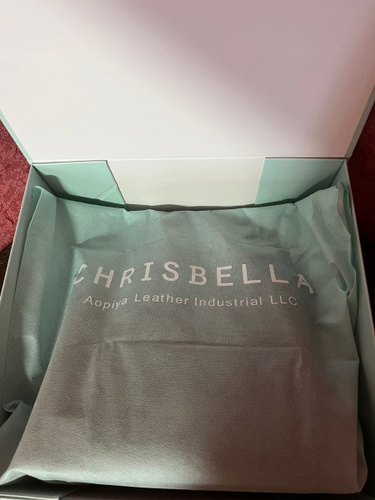 CHRISBELLA
Aopiya Leather Industrial LLC